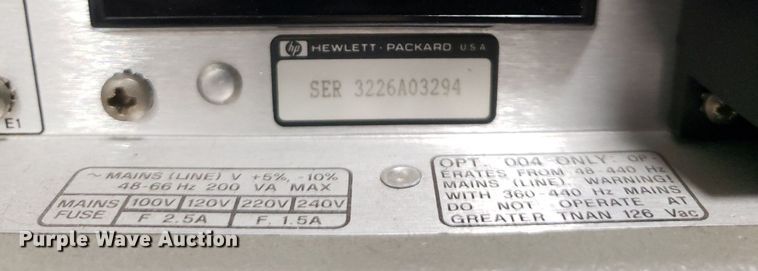 hp HEWLETT·PACKARD USA
SER 3226A03294
E1
~ MAINS (LINE) V +5%, -10%
48-66 Hz 200 VA MAX
MAINS FUSE 100V 120V 220V 240V
F 2.5A F, 1.5A
OPT. 004 ONLY: OP-
ERATES FROM 48-440 Hz
MAINS (LINE). WARNING!
WITH 360-440 Hz MAINS
DO NOT OPERATE AT
GREATER TNAN 126 Vac
Purple Wave Auction